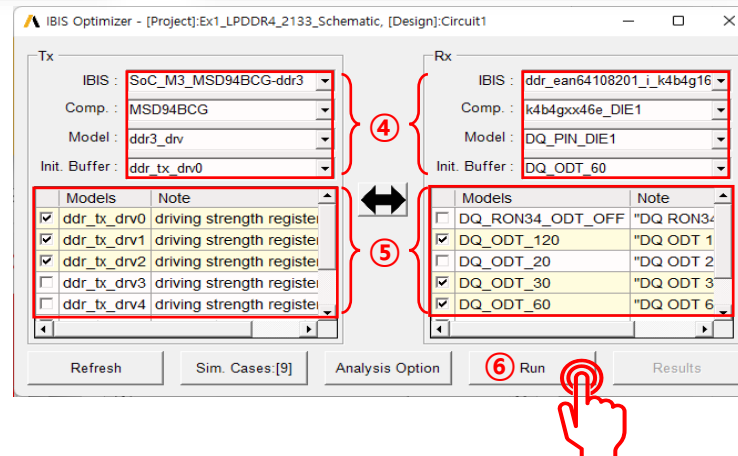 IBIS Optimizer - [Project]:Ex1_LPDDR4_2133_Schematic, [Design]:Circuit1
Tx
IBIS : SoC_M3_MSD94BCG-ddr3
Comp. : MSD94BCG
Model : ddr3_drv
Init. Buffer : ddr_tx_drv0
④
Rx
IBIS : ddr_ean64108201_i_k4b4g16
Comp. : k4b4gxx46e_DIE1
Model : DQ_PIN_DIE1
Init. Buffer : DQ_ODT_60
Models Note
ddr_tx_drv0 driving strength register
ddr_tx_drv1 driving strength register
ddr_tx_drv2 driving strength register
ddr_tx_drv3 driving strength register
ddr_tx_drv4 driving strength register
⑤
Models Note
DQ_RON34_ODT_OFF "DQ RON34
DQ_ODT_120 "DQ ODT 1
DQ_ODT_20 "DQ ODT 2
DQ_ODT_30 "DQ ODT 3
DQ_ODT_60 "DQ ODT 6
Refresh Sim. Cases:[9] Analysis Option ⑥ Run Results